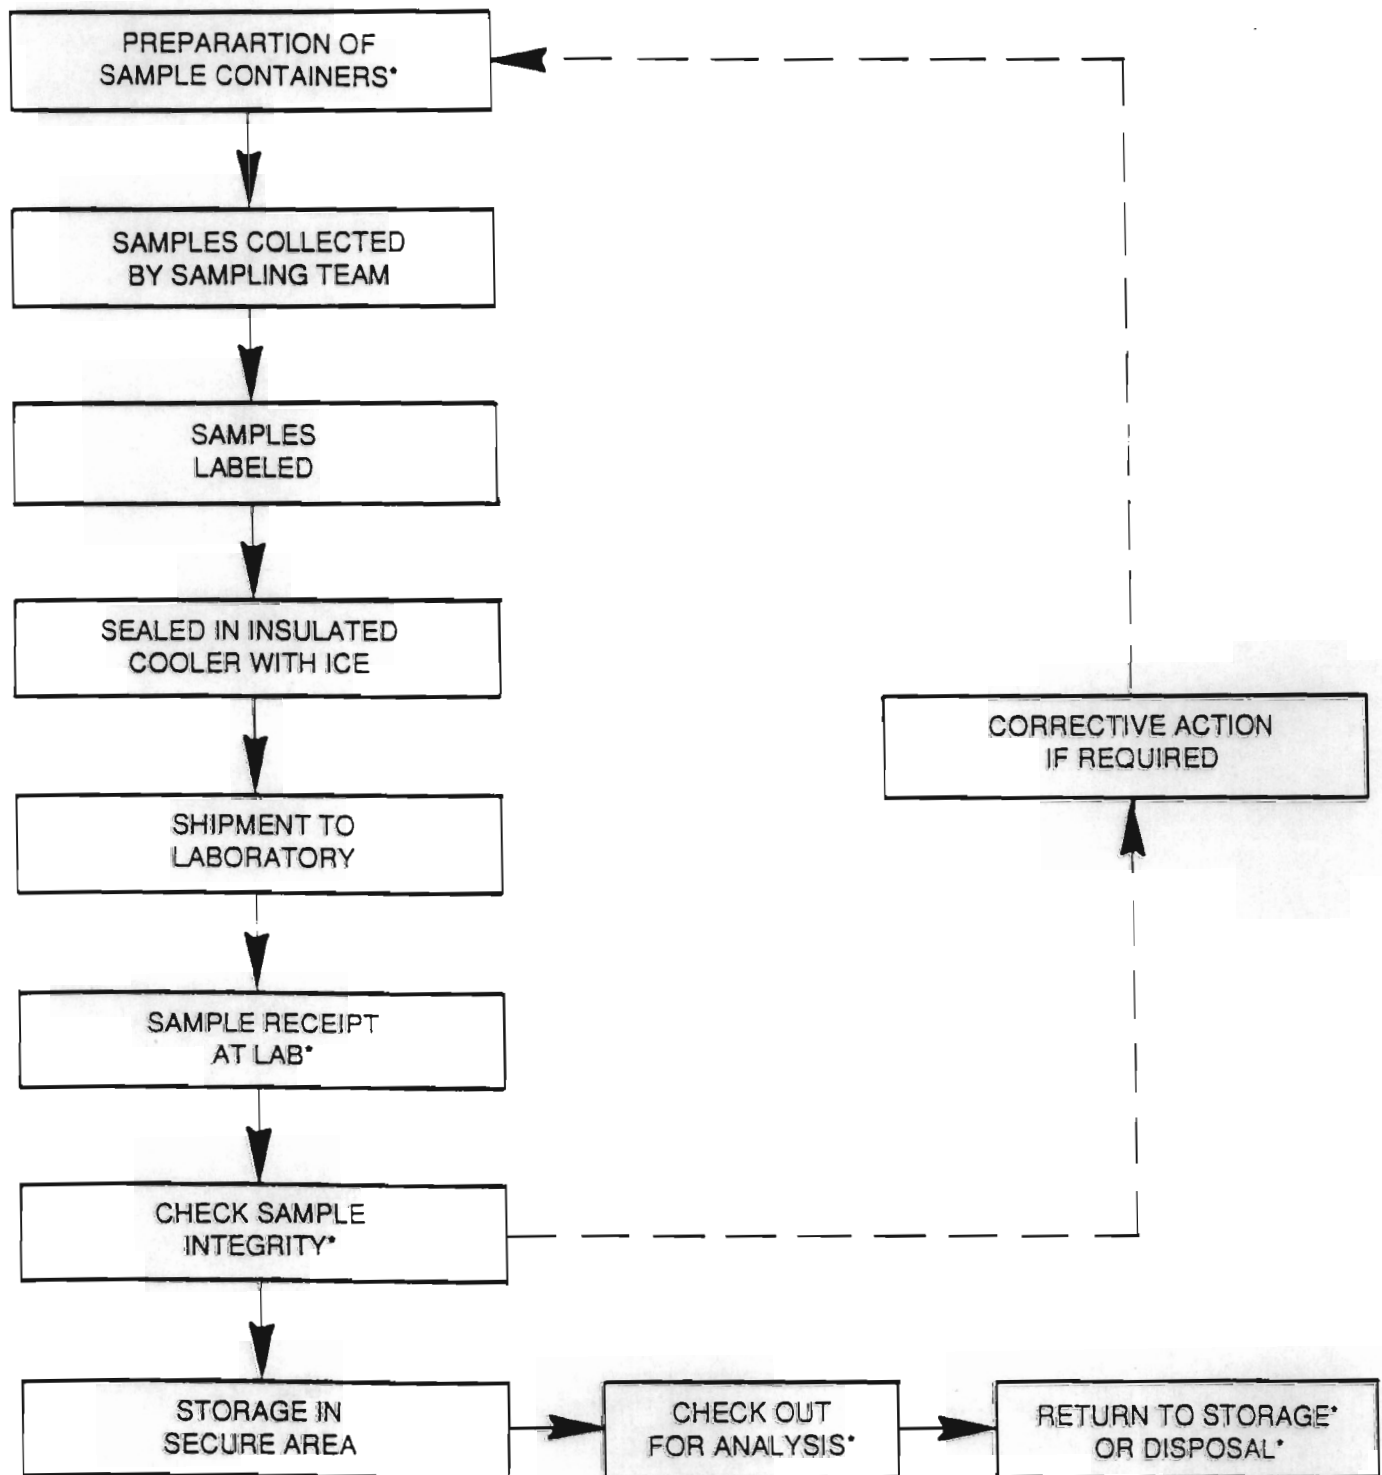 PREPARARTION OF
SAMPLE CONTAINERS*
SAMPLES COLLECTED
BY SAMPLING TEAM
SAMPLES
LABELED
SEALED IN INSULATED
COOLER WITH ICE
CORRECTIVE ACTION
IF REQUIRED
SHIPMENT TO
LABORATORY
SAMPLE RECEIPT
AT LAB*
CHECK SAMPLE
INTEGRITY*
STORAGE IN
SECURE AREA
CHECK OUT
FOR ANALYSIS*
RETURN TO STORAGE*
OR DISPOSAL*